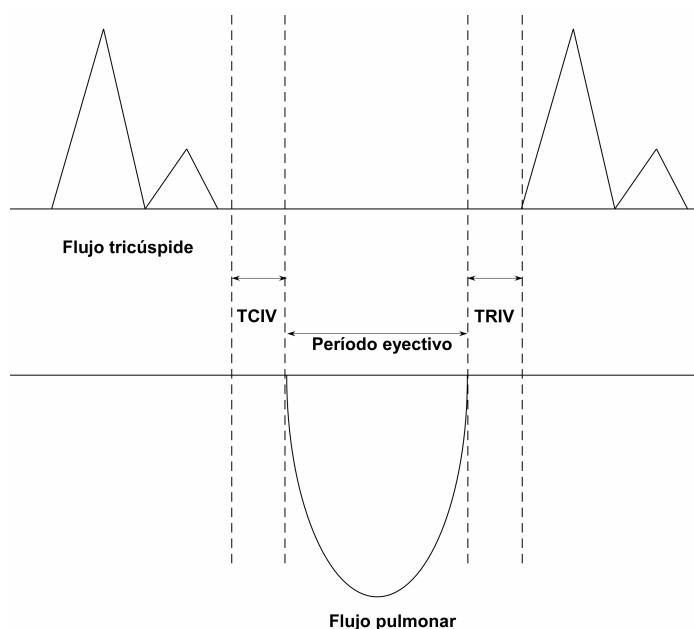 Flujo tricúspide
TCIV
TRIV
Período eyectivo
Flujo pulmonar